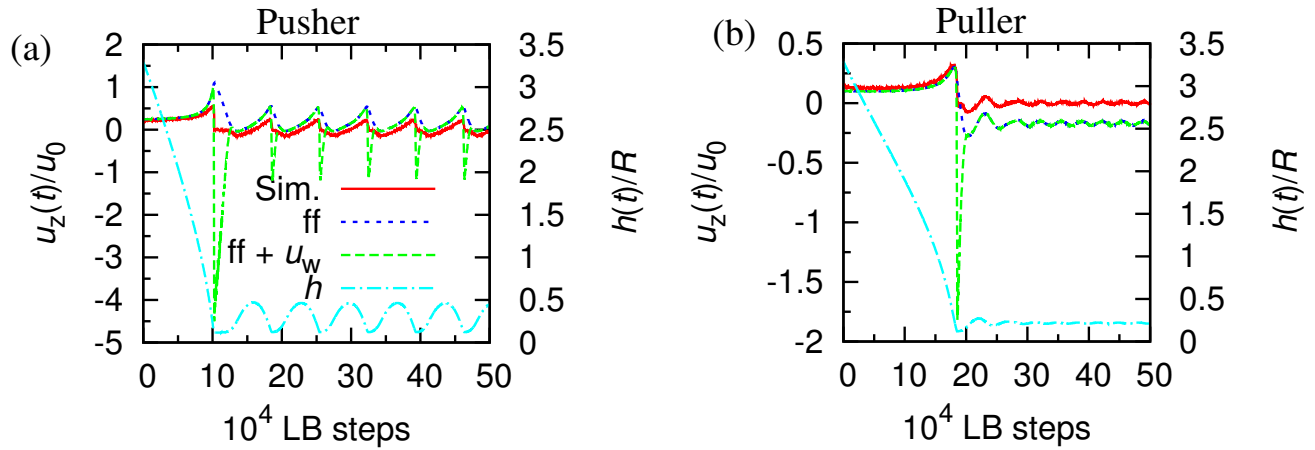 (a)
Pusher
u_z(t)/u_0
2
1
0
-1
-2
-3
-4
-5
Sim.
ff
ff + u_w
h
3.5
3
2.5
2
1.5
1
0.5
0
h(t)/R
0 10 20 30 40 50
10^4 LB steps
(b)
Puller
u_z(t)/u_0
0.5
0
-0.5
-1
-1.5
-2
3.5
3
2.5
2
1.5
1
0.5
0
h(t)/R
0 10 20 30 40 50
10^4 LB steps